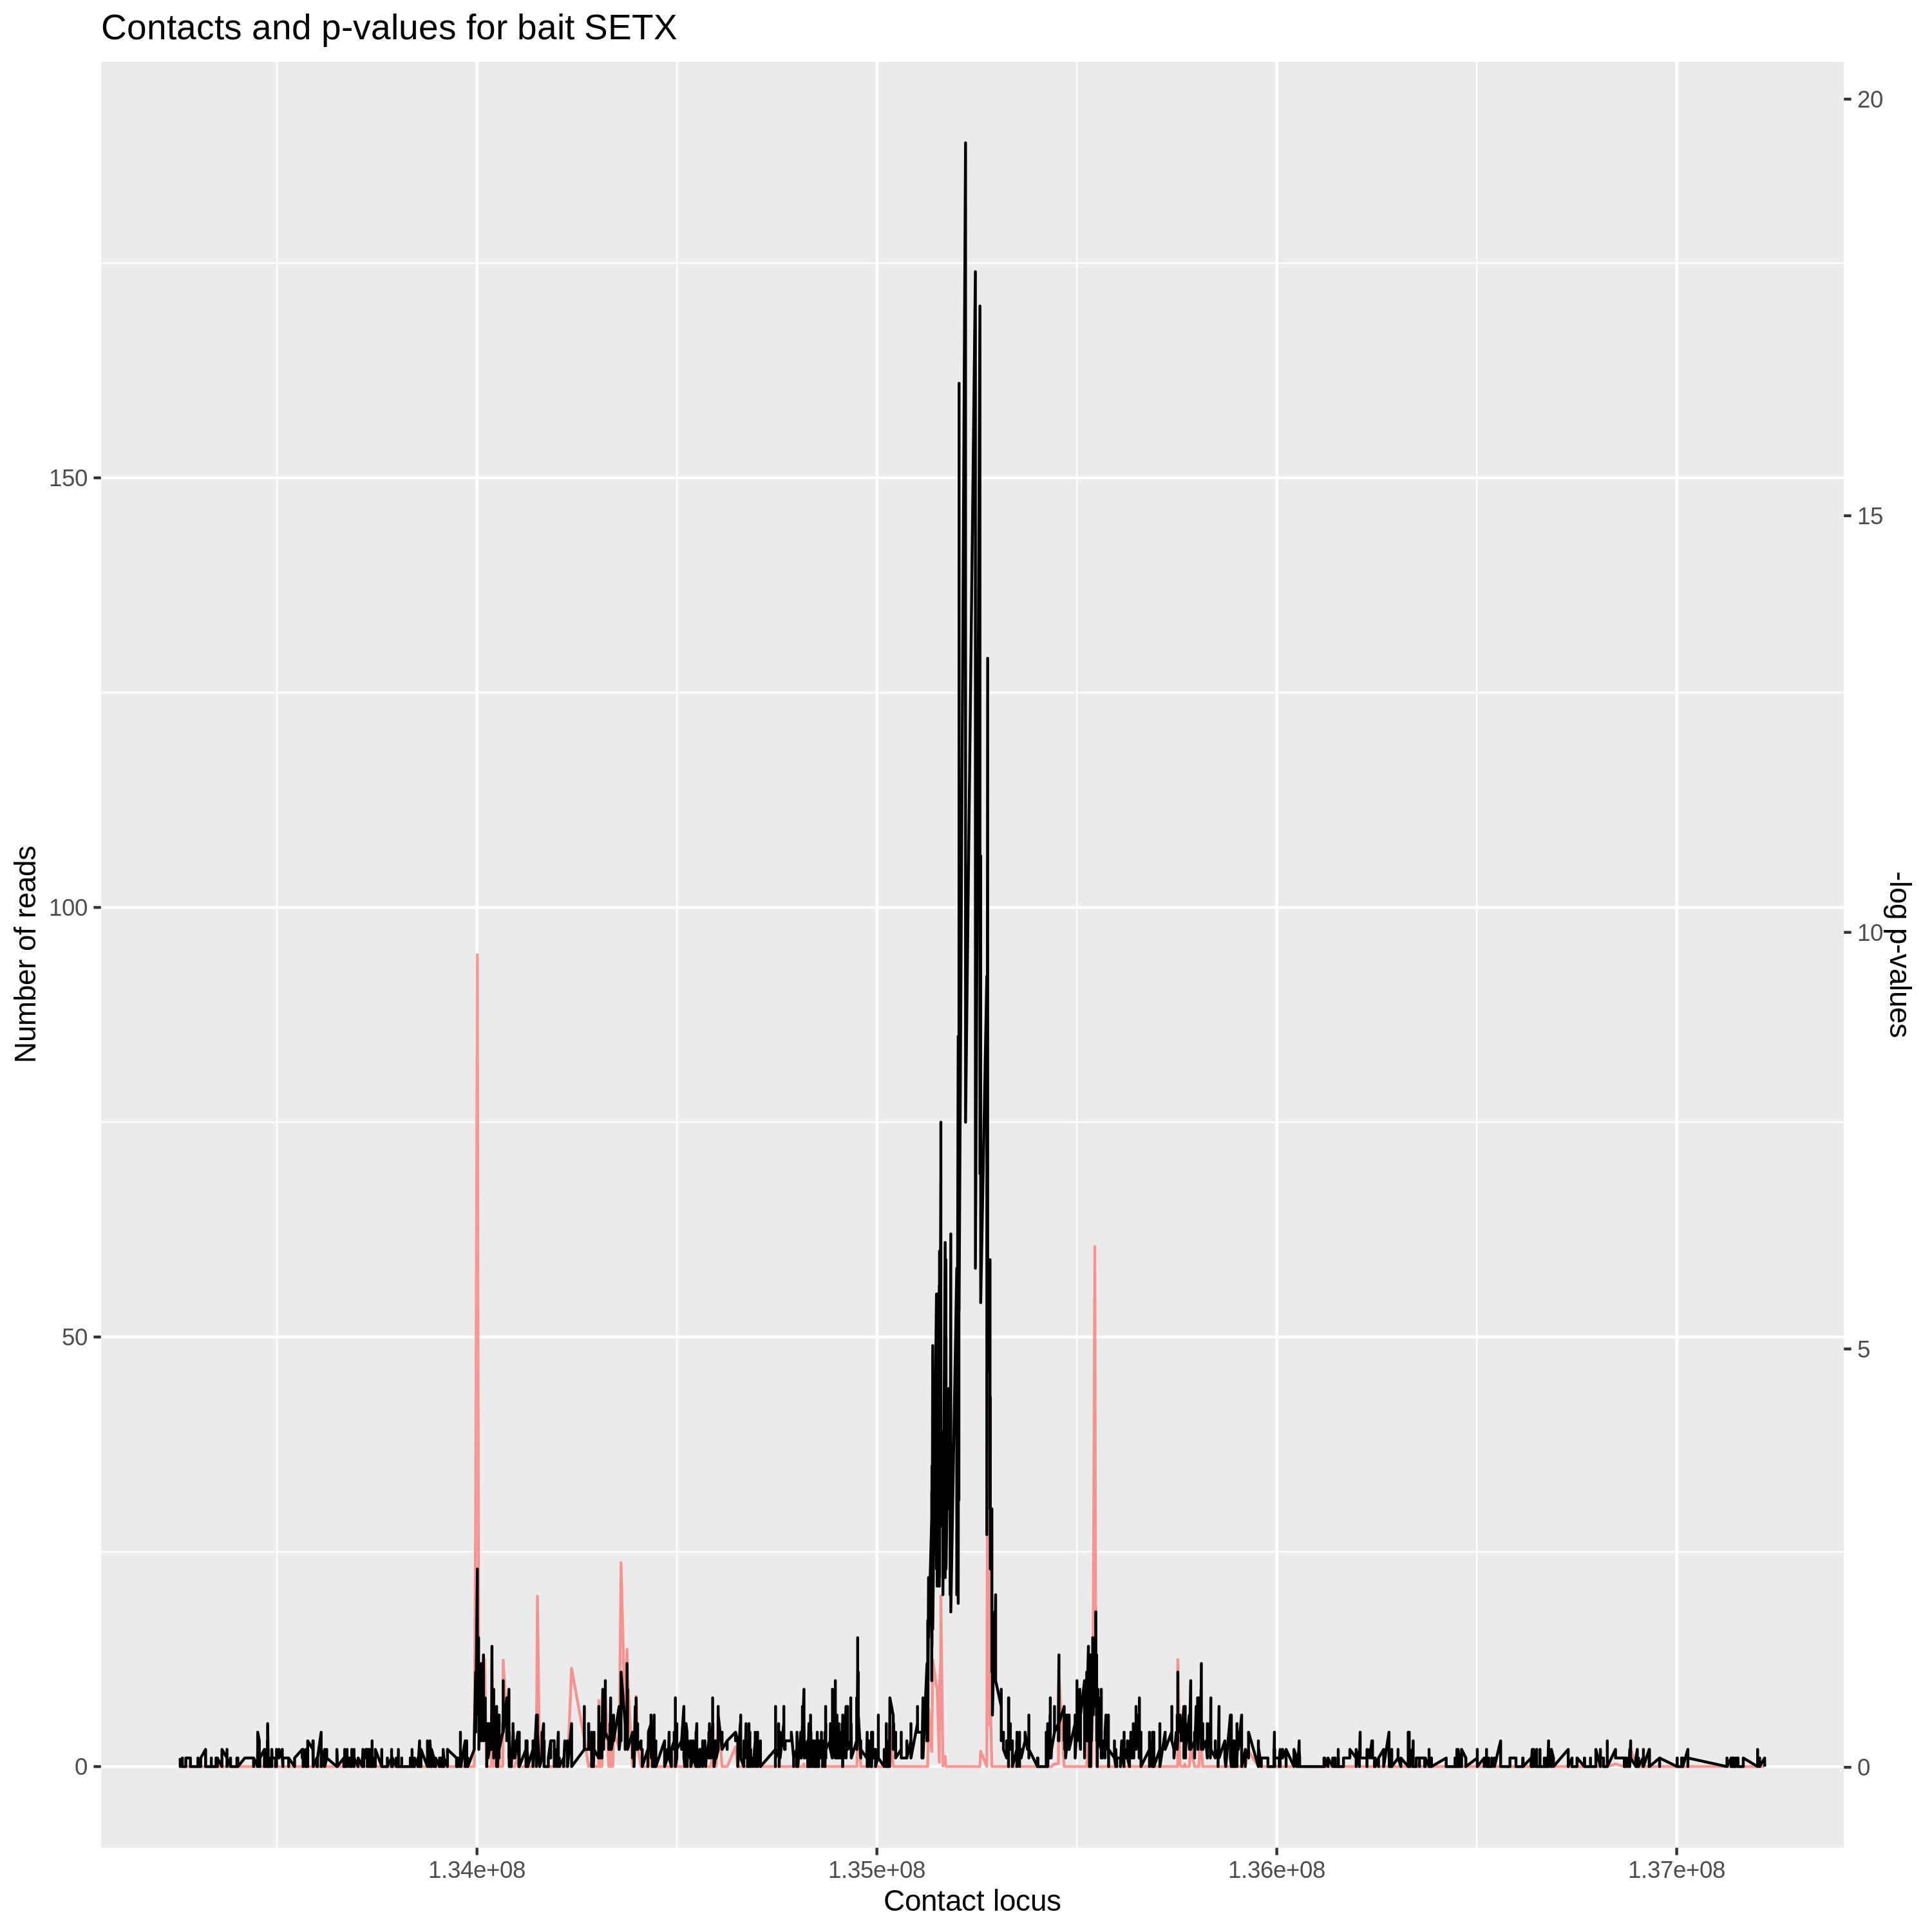 Contacts and p-values for bait SETX
20
15
10
5
0
150
100
50
0
Number of reads
-log p-values
1.34e+08
1.35e+08
1.36e+08
1.37e+08
Contact locus